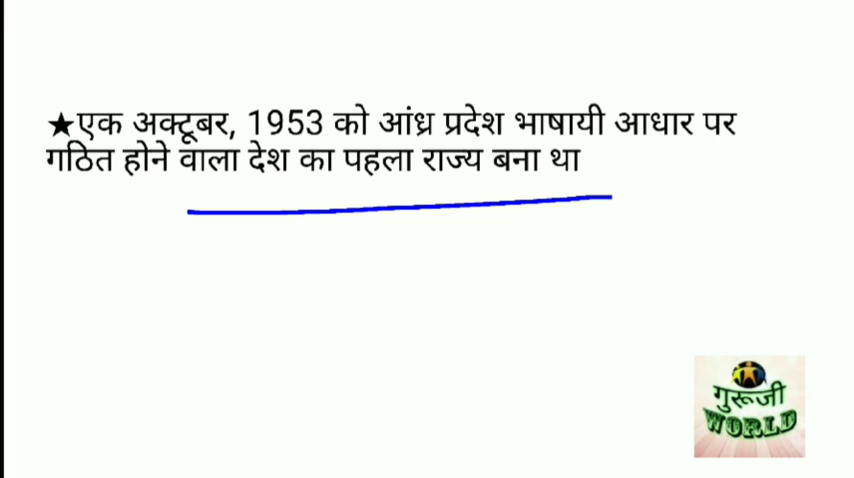 ★एक अक्टूबर, 1953 को आंध्र प्रदेश भाषायी आधार पर
गठित होने वाला देश का पहला राज्य बना था
गुरूजी
WORLD